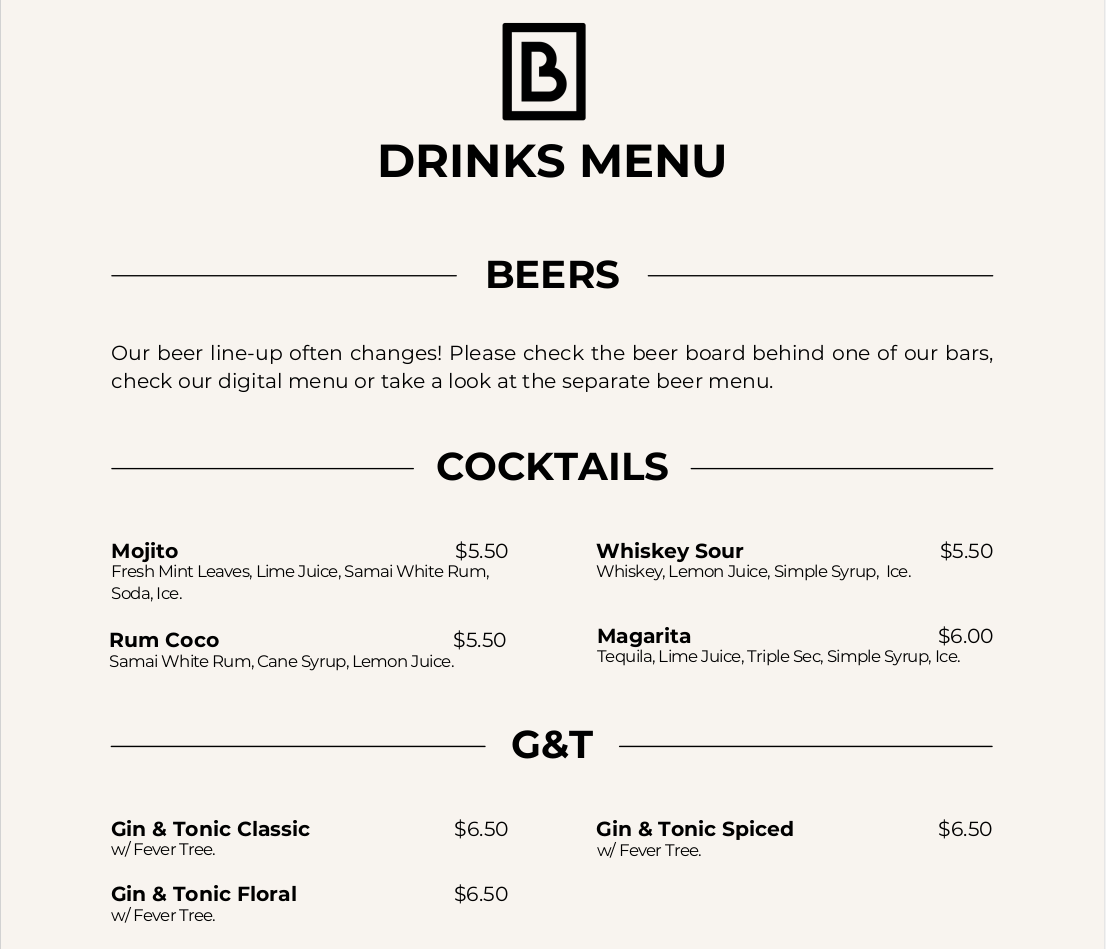 B
DRINKS MENU
BEERS
Our beer line-up often changes! Please check the beer board behind one of our bars,
check our digital menu or take a look at the separate beer menu.
COCKTAILS
Mojito $5.50
Fresh Mint Leaves, Lime Juice, Samai White Rum,
Soda, Ice.
Rum Coco $5.50
Samai White Rum, Cane Syrup, Lemon Juice.
Whiskey Sour $5.50
Whiskey, Lemon Juice, Simple Syrup, Ice.
Magarita $6.00
Tequila, Lime Juice, Triple Sec, Simple Syrup, Ice.
G&T
Gin & Tonic Classic $6.50
w/ Fever Tree.
Gin & Tonic Floral $6.50
w/ Fever Tree.
Gin & Tonic Spiced $6.50
w/ Fever Tree.